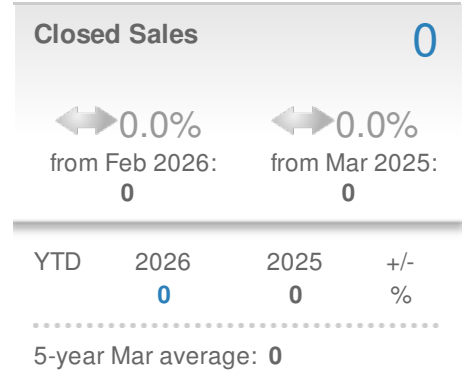 Closed Sales 0
0.0% 0.0%
from Feb 2026: from Mar 2025:
0 0
YTD 2026 2025 +/-
0 0 %
5-year Mar average: 0